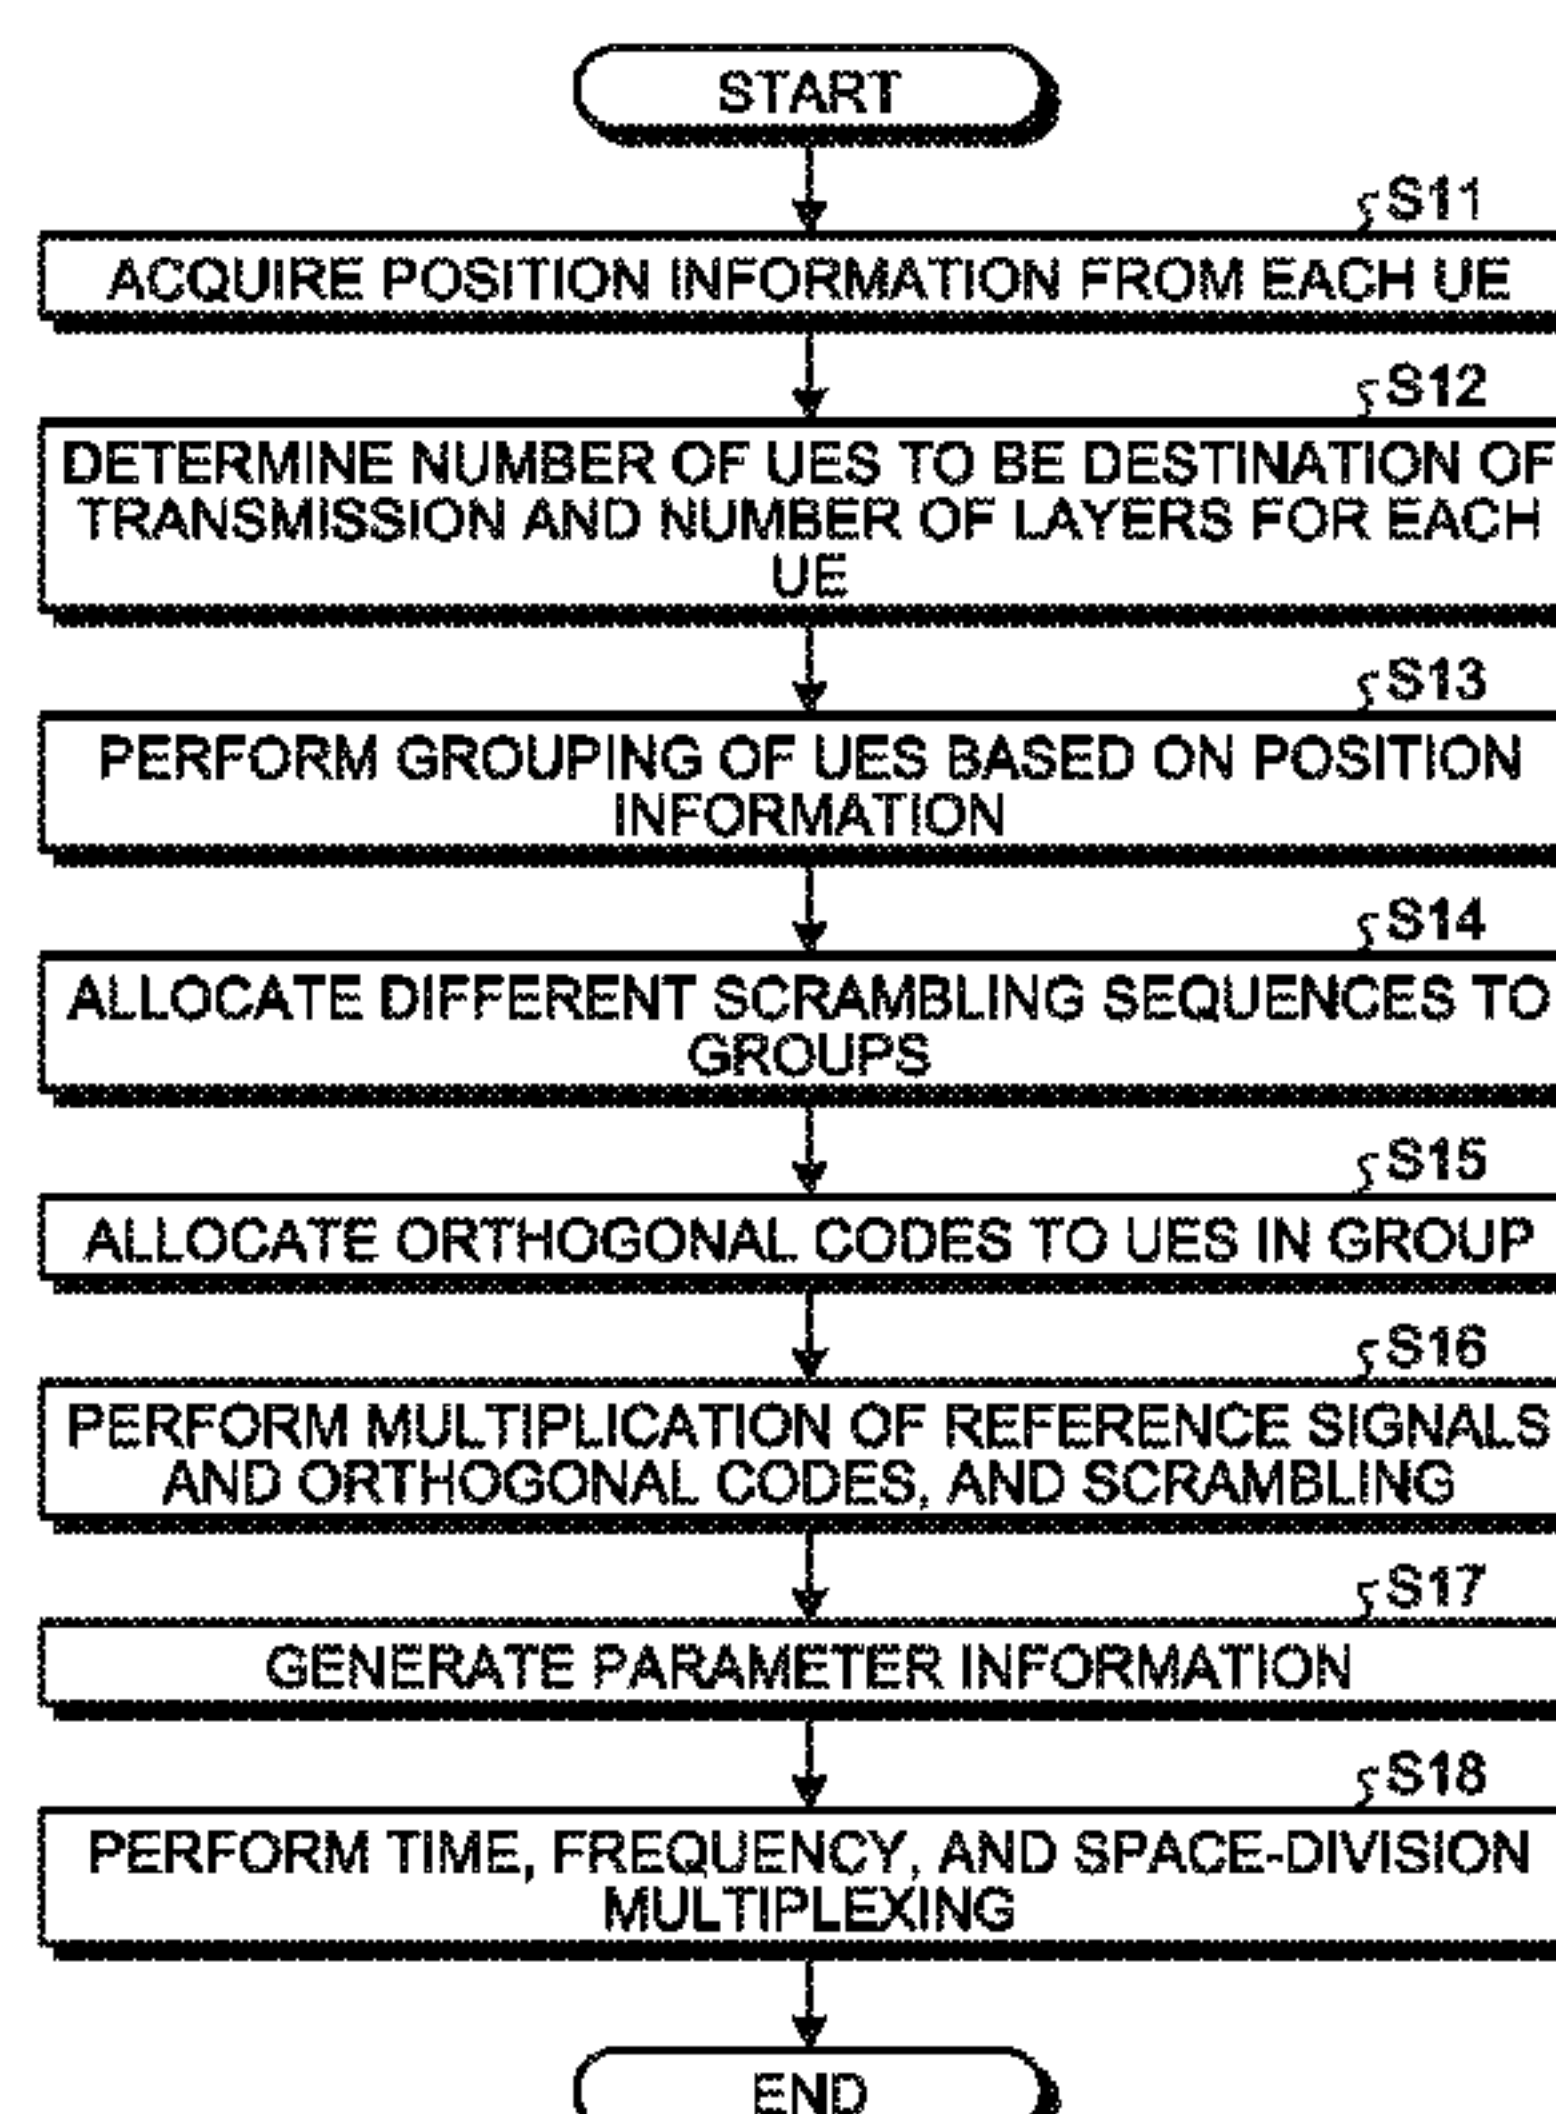 START
S11
ACQUIRE POSITION INFORMATION FROM EACH UE
S12
DETERMINE NUMBER OF UES TO BE DESTINATION OF
TRANSMISSION AND NUMBER OF LAYERS FOR EACH
UE
S13
PERFORM GROUPING OF UES BASED ON POSITION
INFORMATION
S14
ALLOCATE DIFFERENT SCRAMBLING SEQUENCES TO
GROUPS
S15
ALLOCATE ORTHOGONAL CODES TO UES IN GROUP
S16
PERFORM MULTIPLICATION OF REFERENCE SIGNALS
AND ORTHOGONAL CODES, AND SCRAMBLING
S17
GENERATE PARAMETER INFORMATION
S18
PERFORM TIME, FREQUENCY, AND SPACE-DIVISION
MULTIPLEXING
END